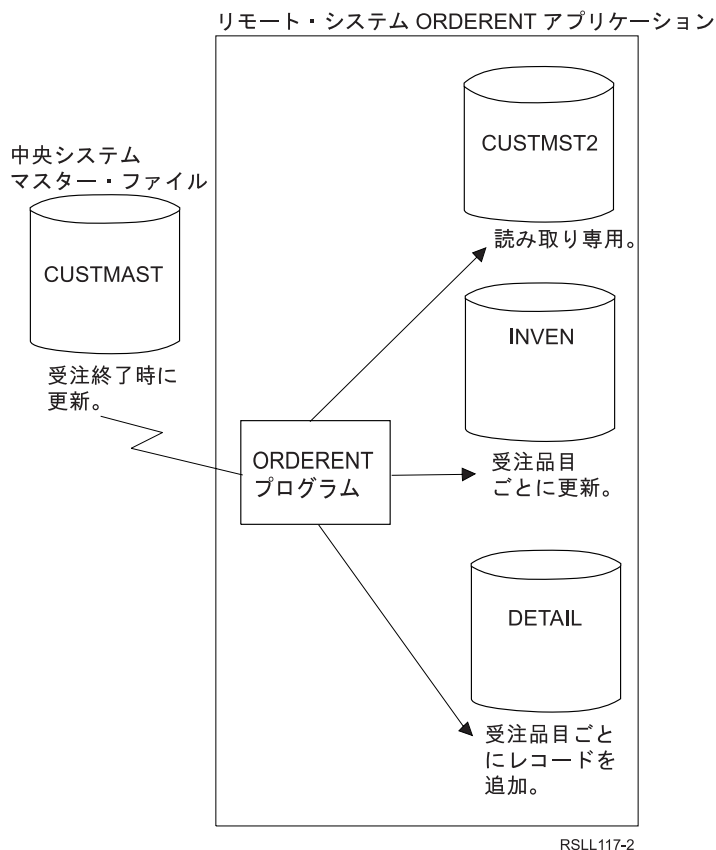 リモート・システム ORDERENT アプリケーション
CUSTMST2
読み取り専用。
中央システム
マスター・ファイル
CUSTMAST
受注終了時に
更新。
INVEN
受注品目
ごとに更新。
ORDERENT
プログラム
DETAIL
受注品目ごと
にレコードを
追加。
RSLL117-2